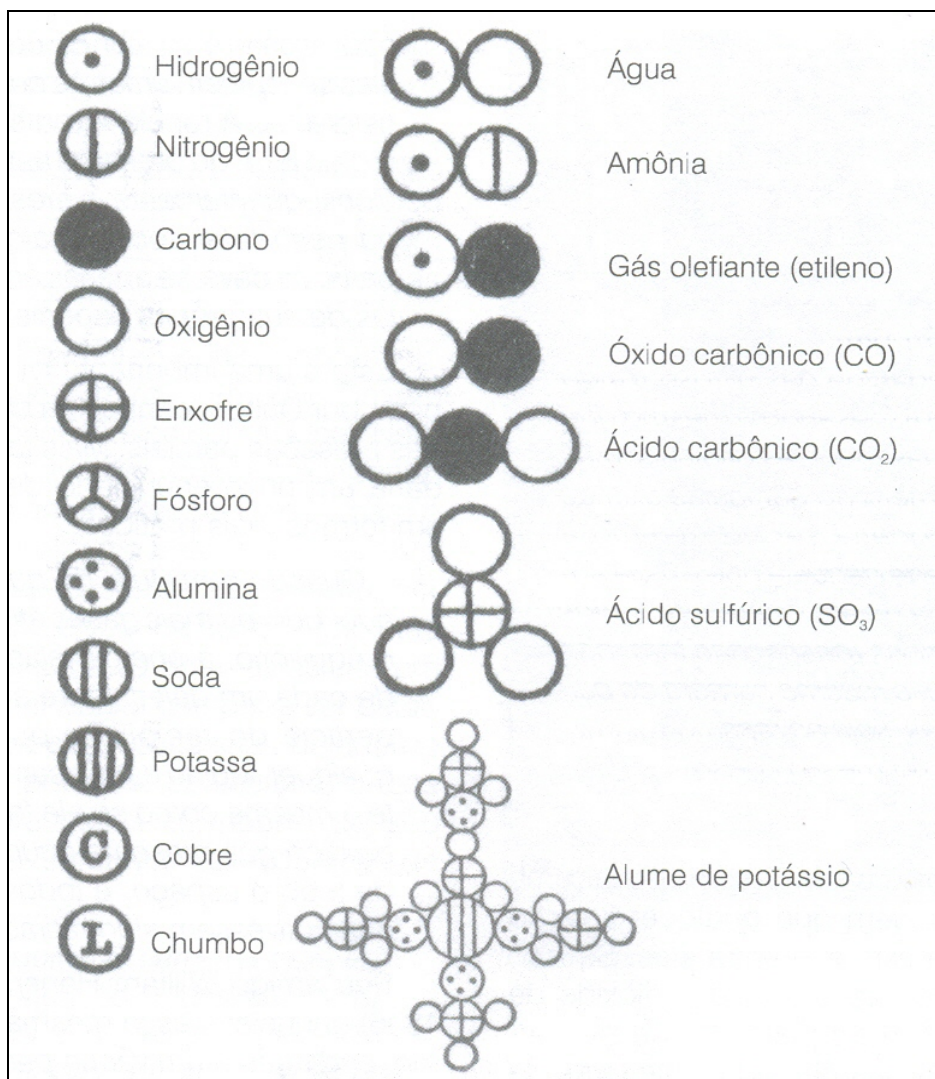 Hidrogênio
Nitrogênio
Carbono
Oxigênio
Enxofre
Fósforo
Alumina
Soda
Potassa
C Cobre
L Chumbo
Água
Amônia
Gás olefiante (etileno)
Óxido carbônico (CO)
Ácido carbônico (CO₂)
Ácido sulfúrico (SO₃)
Alume de potássio